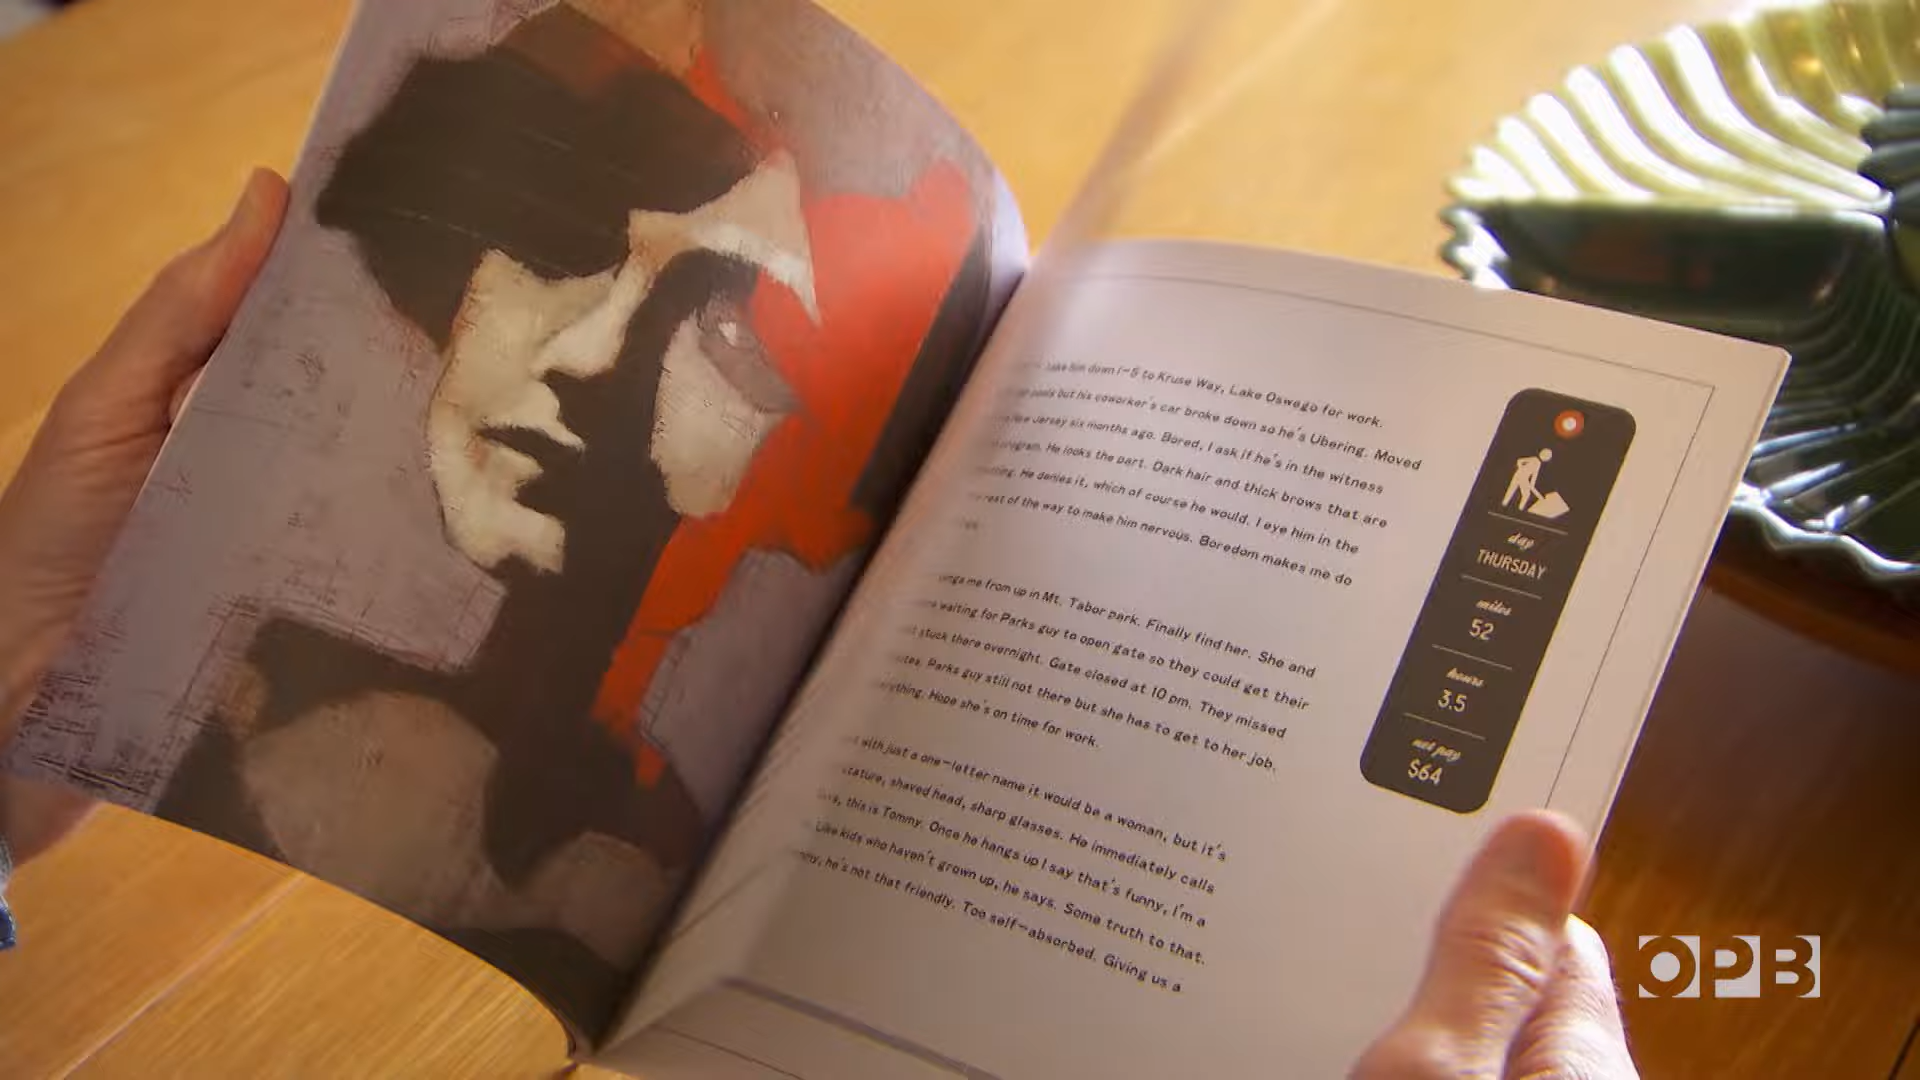 take him down I-5 to Kruse Way, Lake Oswego for work.
pools but his coworker's car broke down so he's Ubering. Moved
New Jersey six months ago. Bored, I ask if he's in the witness
program. He looks the part. Dark hair and thick brows that are
He denies it, which of course he would. I eye him in the
rest of the way to make him nervous. Boredom makes me do
me from up in Mt. Tabor park. Finally find her. She and
waiting for Parks guy to open gate so they could get their
stuck there overnight. Gate closed at 10 pm. They missed
Parks guy still not there but she has to get to her job.
Hope she's on time for work.
with just a one-letter name it would be a woman, but it's
shaved head, sharp glasses. He immediately calls
this is Tommy. Once he hangs up I say that's funny, I'm a
Like kids who haven't grown up, he says. Some truth to that.
he's not that friendly. Too self-absorbed. Giving us a
day
THURSDAY
miles
52
hours
3.5
net pay
$64
OPB